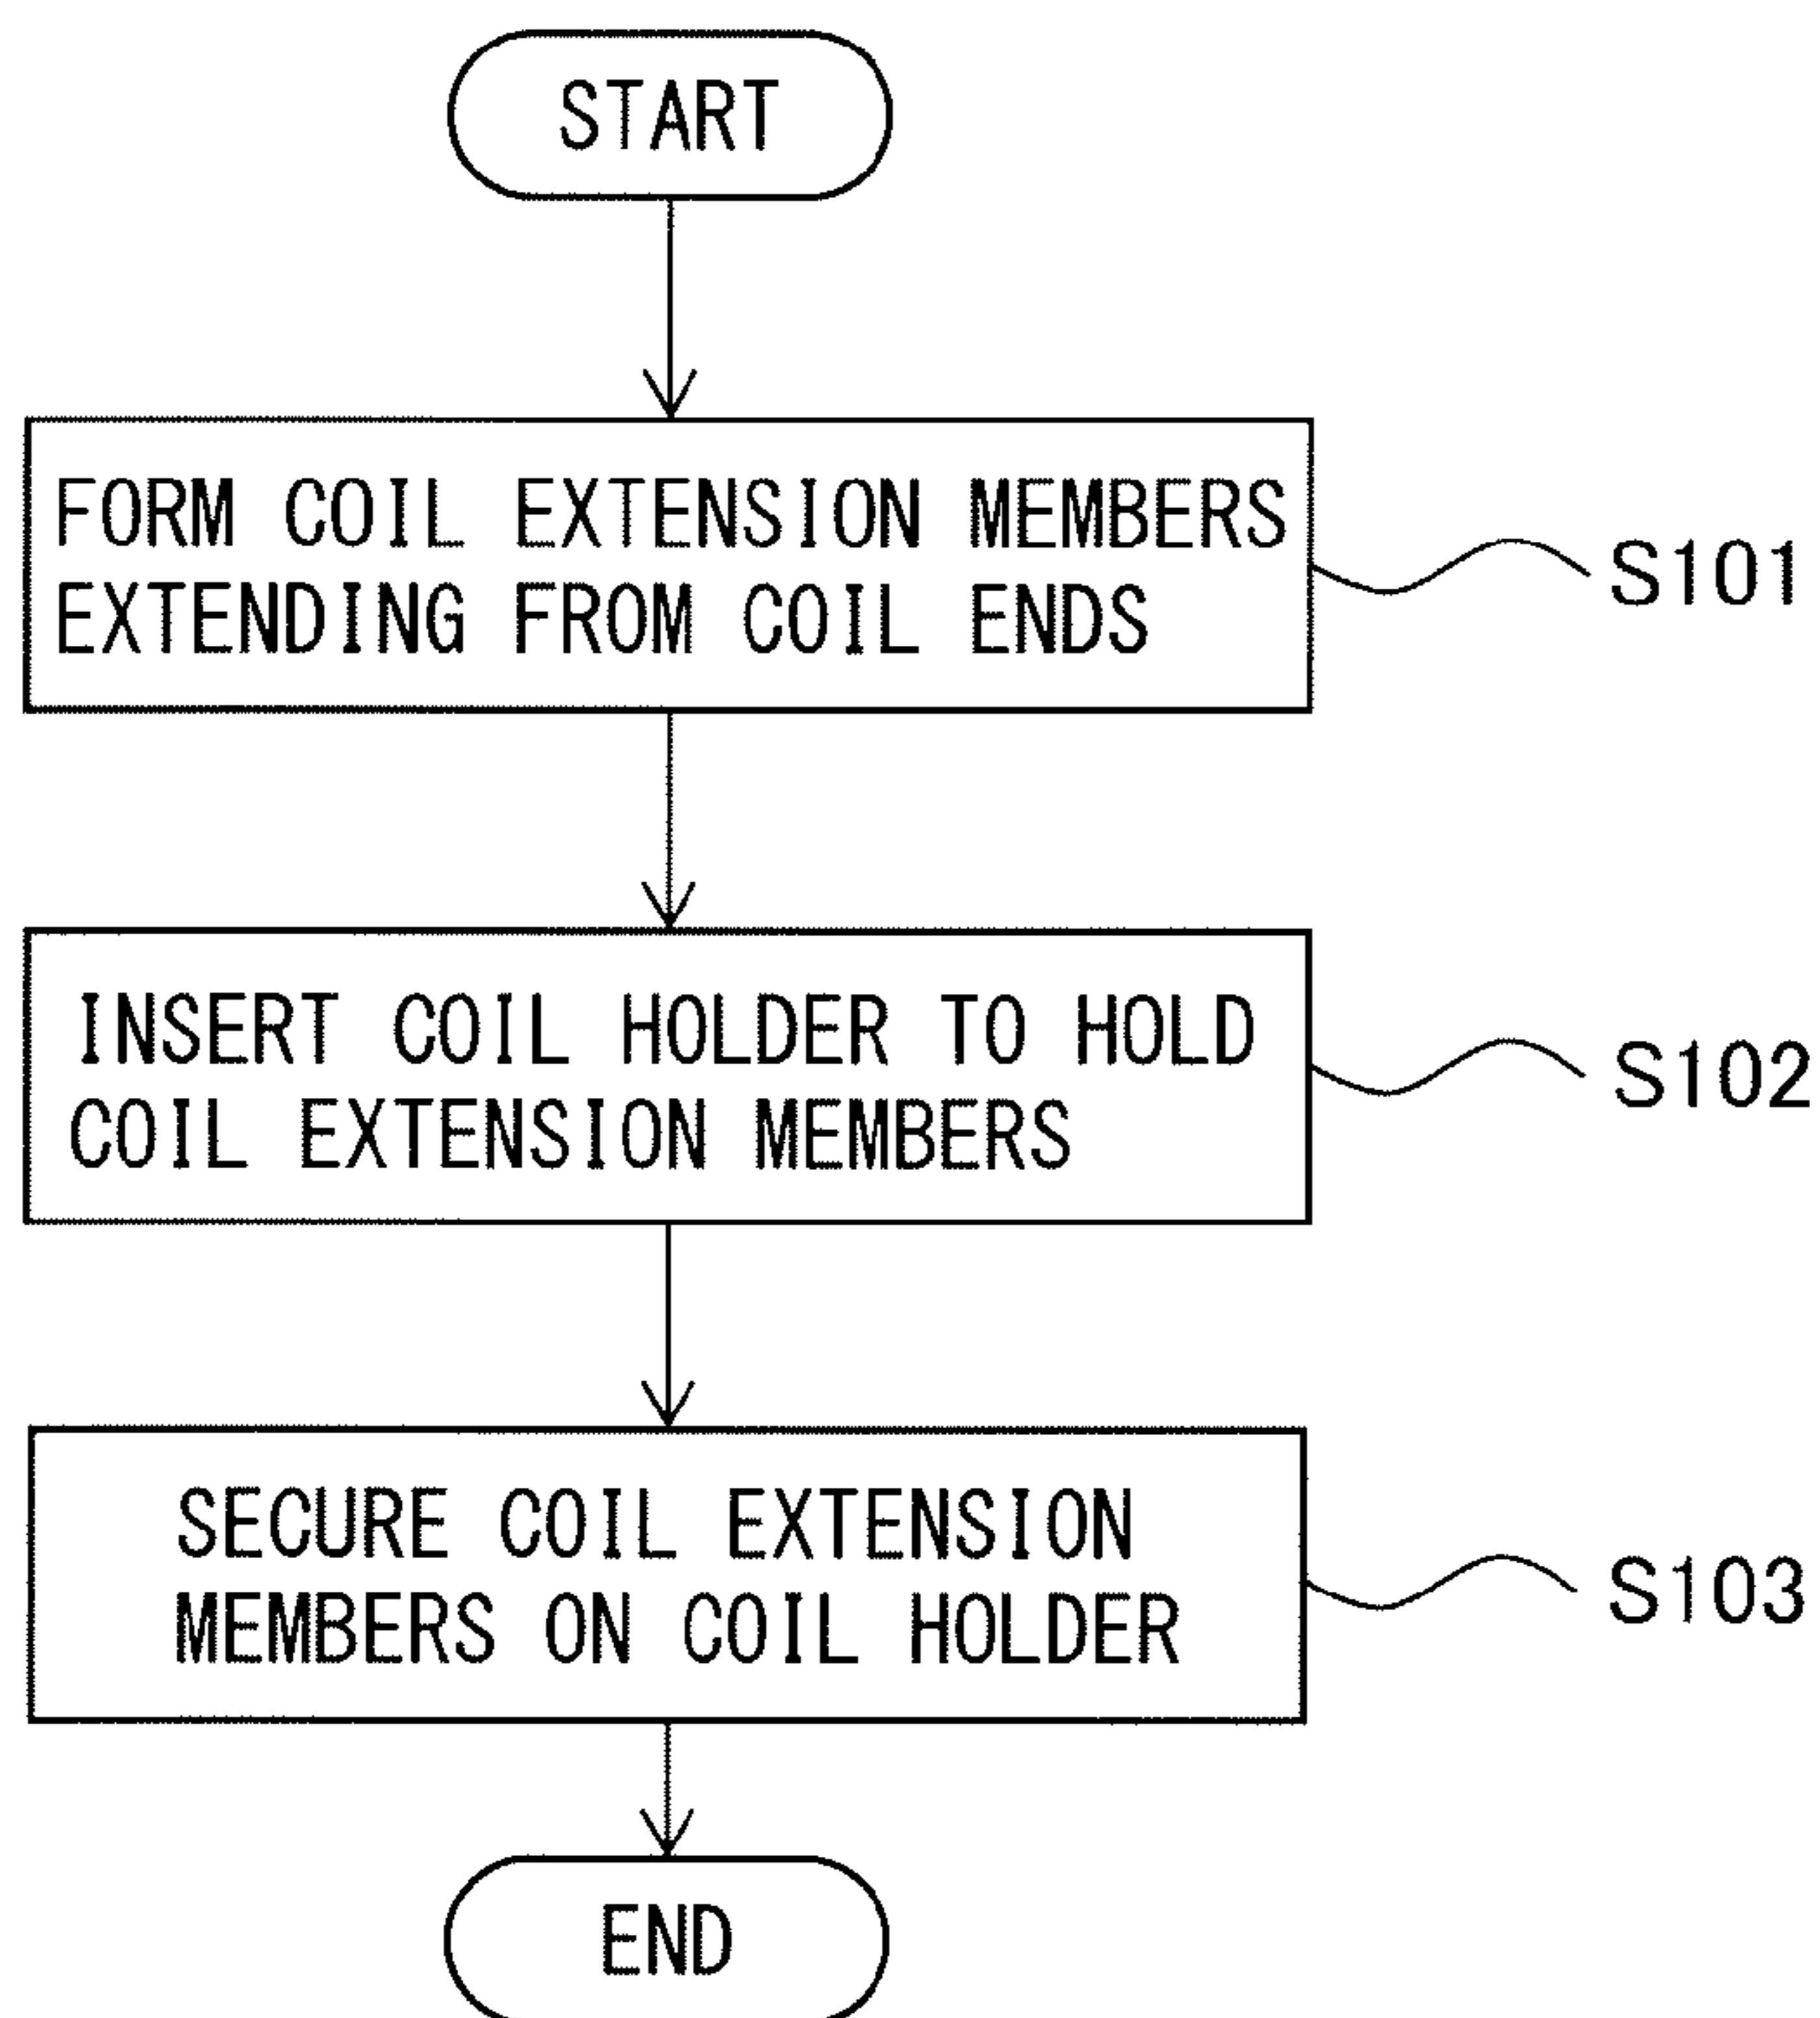 START
FORM COIL EXTENSION MEMBERS
EXTENDING FROM COIL ENDS
S101
INSERT COIL HOLDER TO HOLD
COIL EXTENSION MEMBERS
S102
SECURE COIL EXTENSION
MEMBERS ON COIL HOLDER
S103
END